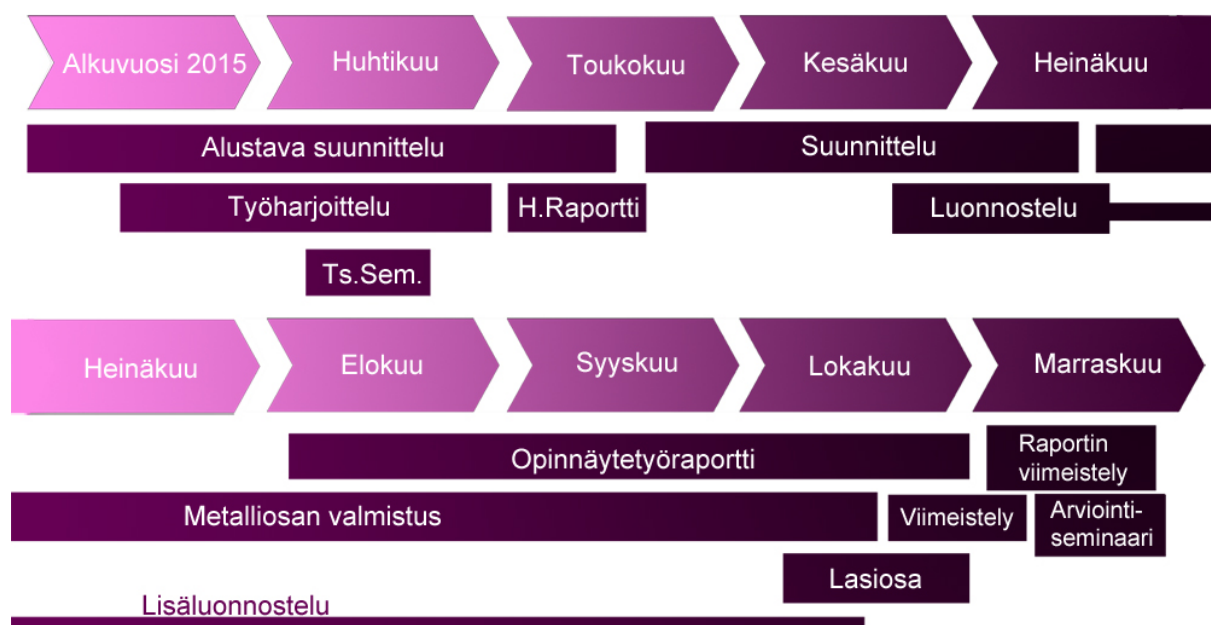 Alkuvuosi 2015
Huhtikuu
Toukokuu
Kesäkuu
Heinäkuu
Alustava suunnittelu
Suunnittelu
Työharjoittelu
H.Raportti
Luonnostelu
Ts.Sem.
Heinäkuu
Elokuu
Syyskuu
Lokakuu
Marraskuu
Opinnäytetyöraportti
Raportin
viimeistely
Metalliosan valmistus
Viimeistely
Arviointi-
seminaari
Lasiosa
Lisäluonnostelu